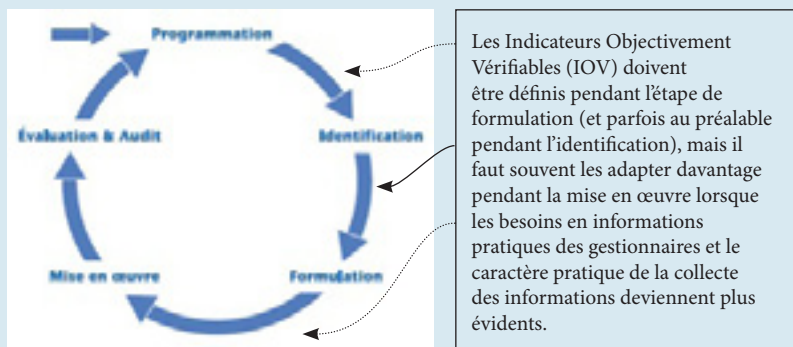 Programmation
Évaluation & Audit
Identification
Mise en œuvre
Formulation
Les Indicateurs Objectivement
Vérifiables (IOV) doivent
être définis pendant l’étape de
formulation (et parfois au préalable
pendant l’identification), mais il
faut souvent les adapter davantage
pendant la mise en œuvre lorsque
les besoins en informations
pratiques des gestionnaires et le
caractère pratique de la collecte
des informations deviennent plus
évidents.